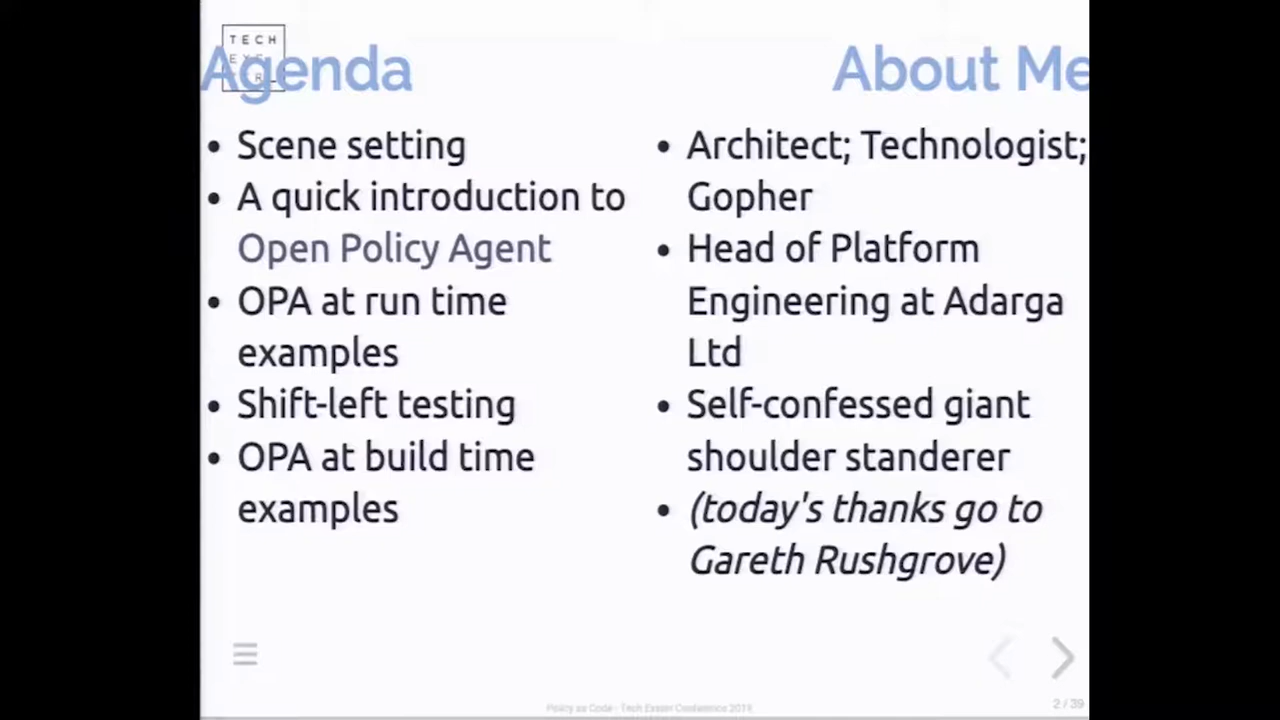 TECH
Agenda
Scene setting
A quick introduction to
Open Policy Agent
OPA at run time
examples
Shift-left testing
OPA at build time
examples
About Me
Architect; Technologist;
Gopher
Head of Platform
Engineering at Adarga
Ltd
Self-confessed giant
shoulder standerer
(today's thanks go to
Gareth Rushgrove)
Policy as Code - Tech Exeter Conference 2019
2 / 39